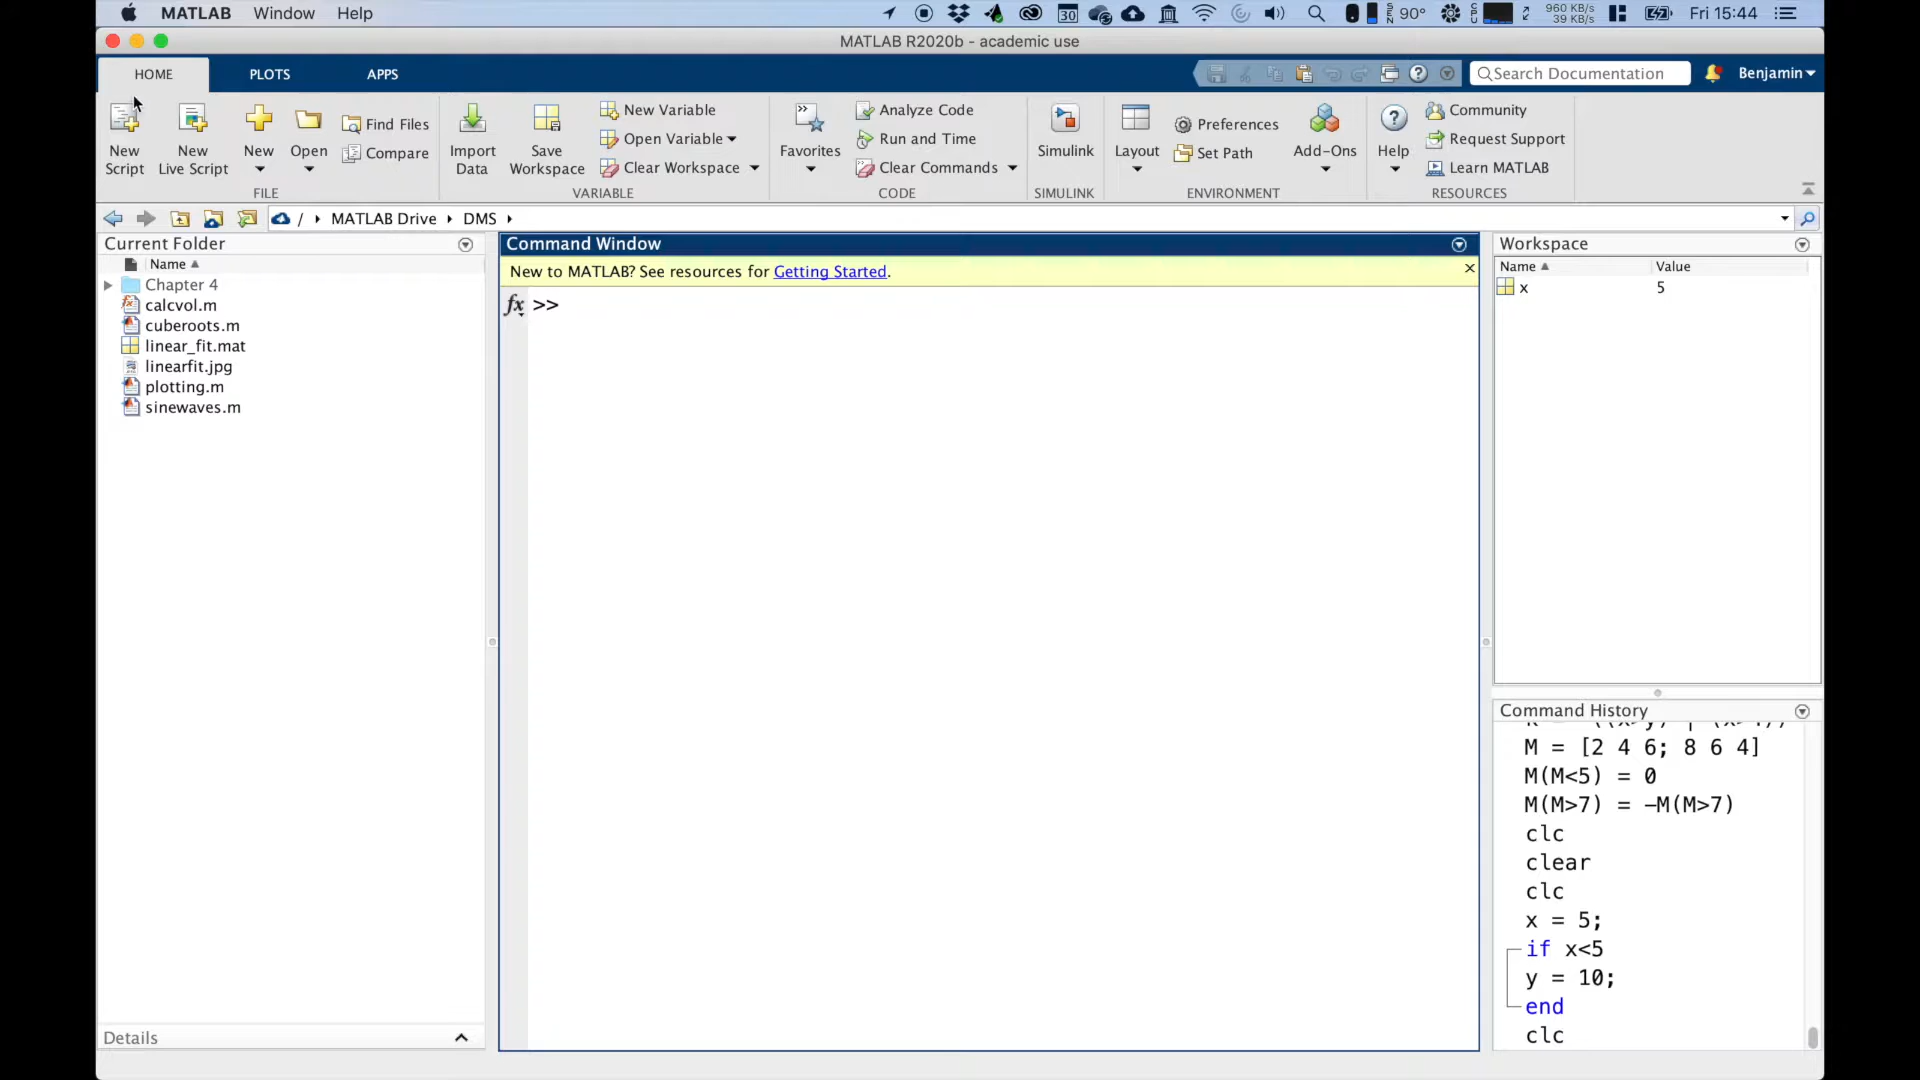 MATLAB Window Help
30 SEN 90° CPU 960 KB/s 39 KB/s Fri 15:44
MATLAB R2020b - academic use
HOME PLOTS APPS
Search Documentation Benjamin
New Script
New Live Script
New
Open
Find Files
Compare
FILE
Import Data
Save Workspace
New Variable
Open Variable
Clear Workspace
VARIABLE
Favorites
Analyze Code
Run and Time
Clear Commands
CODE
Simulink
SIMULINK
Layout
Preferences
Set Path
Add-Ons
ENVIRONMENT
Help
Community
Request Support
Learn MATLAB
RESOURCES
/ MATLAB Drive DMS
Current Folder
Name
Chapter 4
calcvol.m
cuberoots.m
linear_fit.mat
linearfit.jpg
plotting.m
sinewaves.m
Details
Command Window
New to MATLAB? See resources for Getting Started.
fx >>
Workspace
Name Value
x 5
Command History
M = [2 4 6; 8 6 4]
M(M<5) = 0
M(M>7) = -M(M>7)
clc
clear
clc
x = 5;
if x<5
y = 10;
end
clc